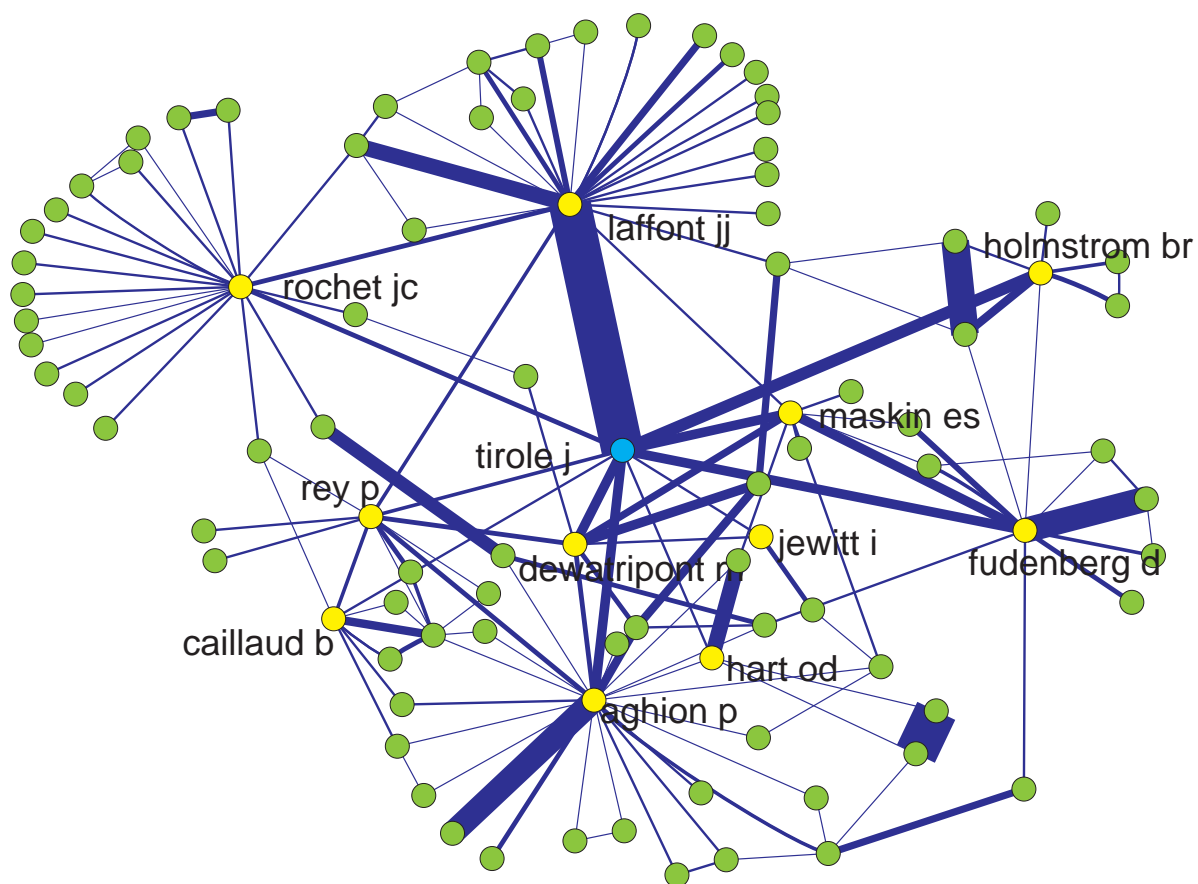 laffont jj
holmstrom br
rochet jc
maskin es
tirole j
rey p
jewitt i
fudenberg d
dewatripont m
caillaud b
hart od
aghion p